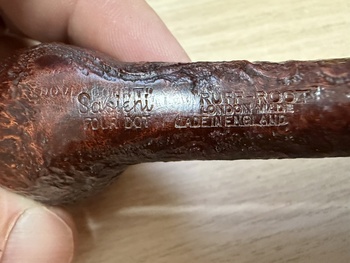 Sasieni
FOUR DOT
RUFF-ROOT
LONDON MADE
MADE IN ENGLAND